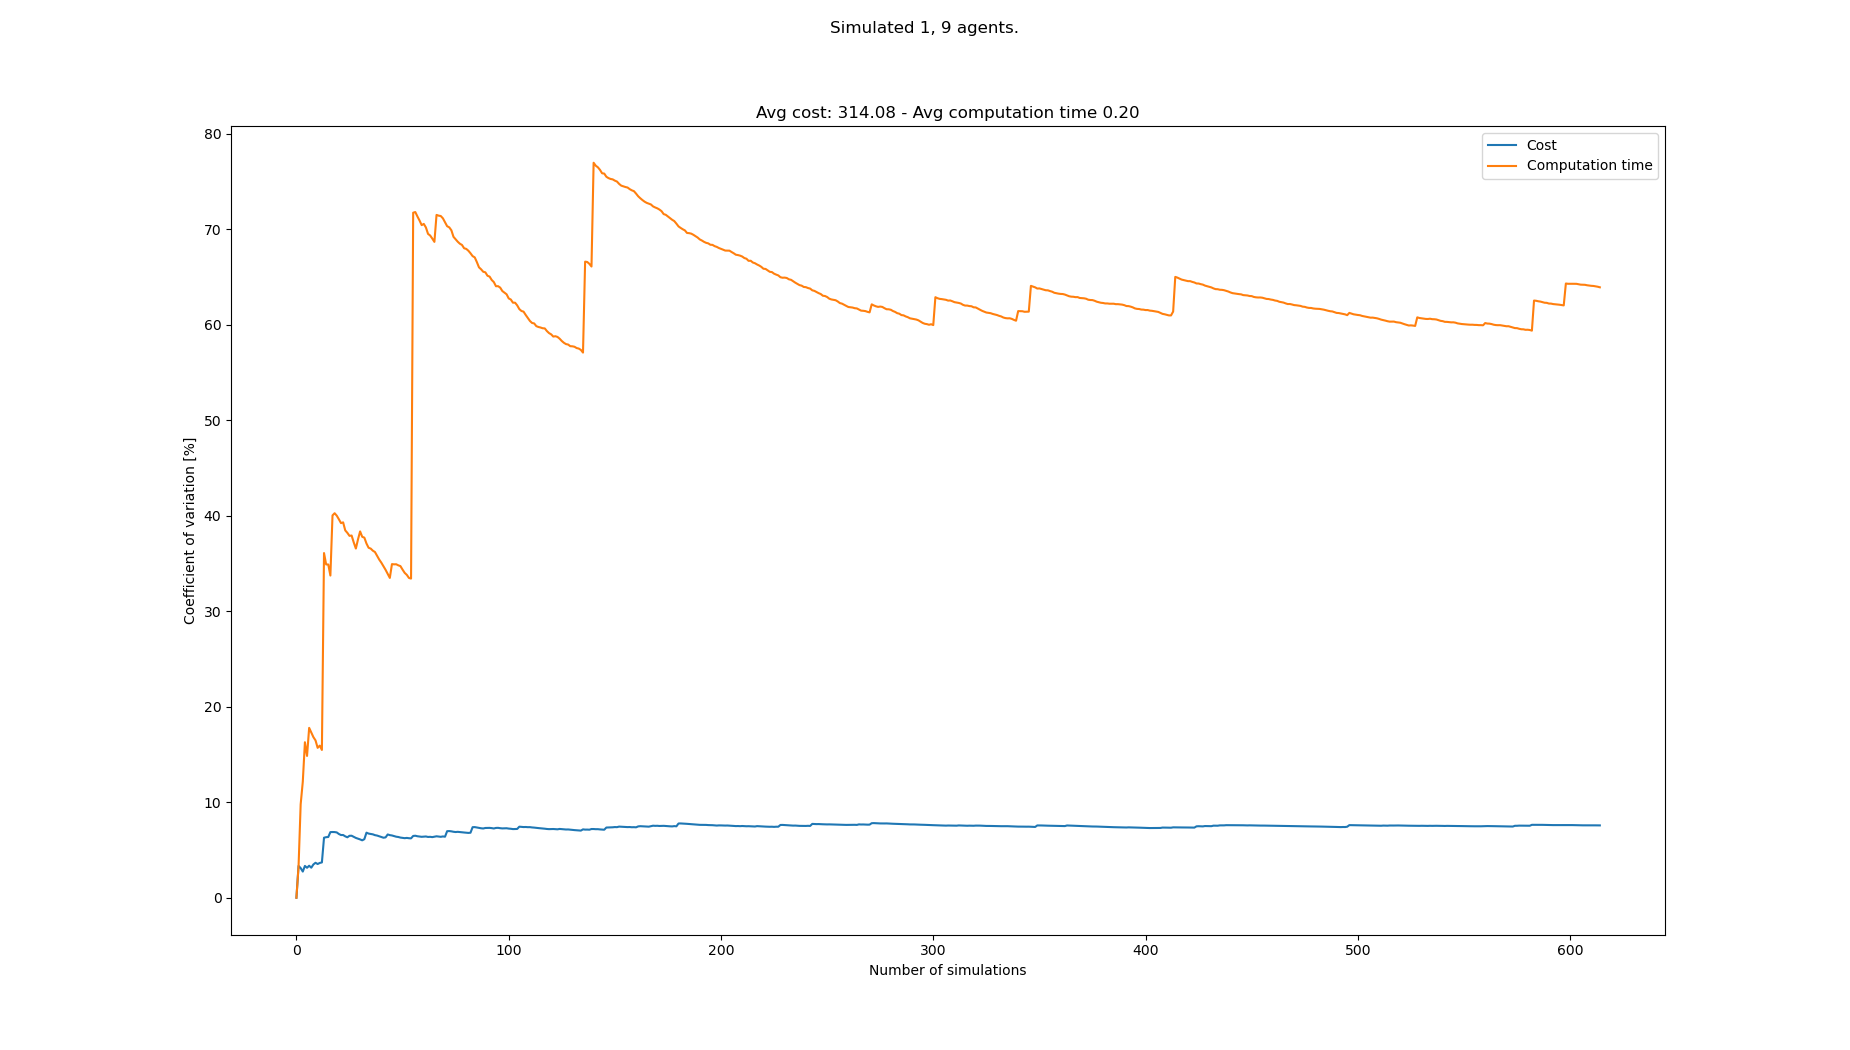 Simulated 1, 9 agents.
Avg cost: 314.08 - Avg computation time 0.20
Cost
Computation time
Coefficient of variation [%]
80
70
60
50
40
30
20
10
0
0 100 200 300 400 500 600
Number of simulations